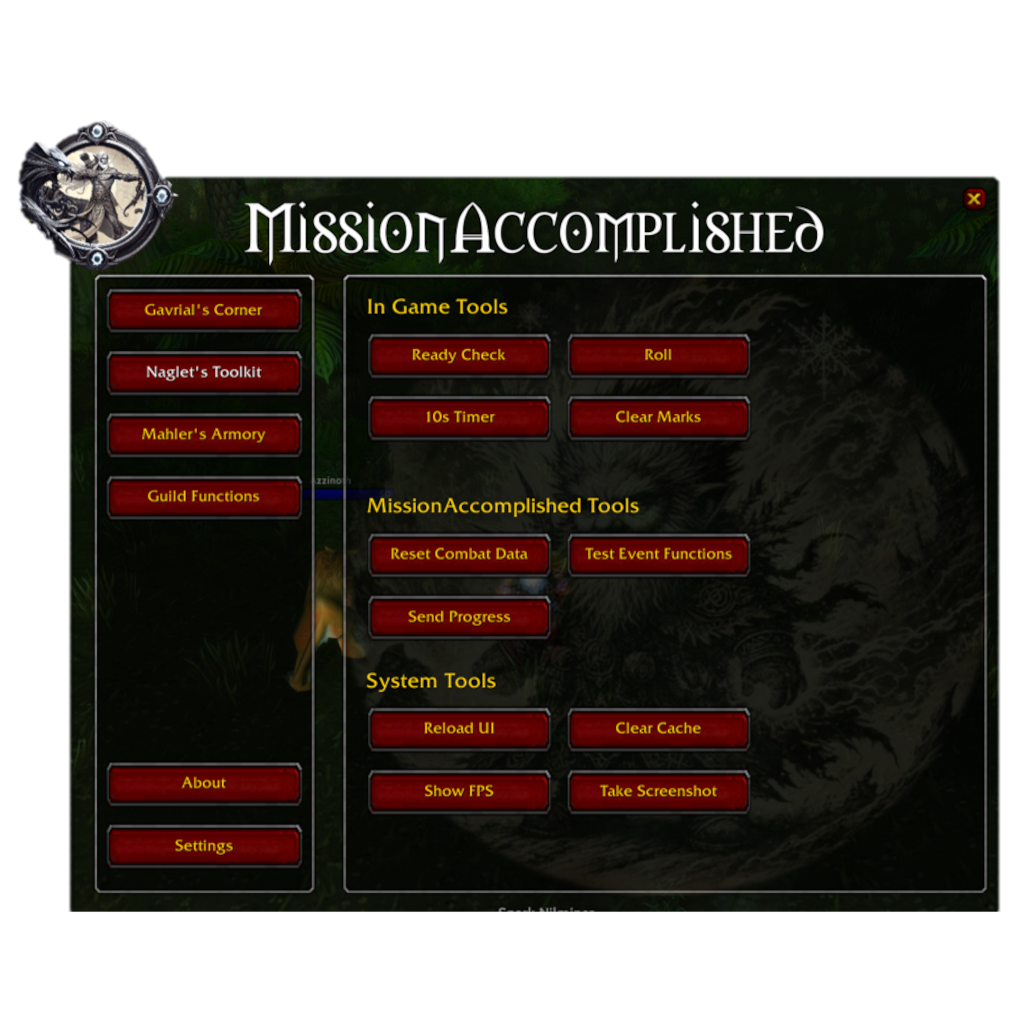 MissionAccomplished
Gavrial's Corner
Naglet's Toolkit
Mahler's Armory
Guild Functions
About
Settings
In Game Tools
Ready Check
Roll
10s Timer
Clear Marks
MissionAccomplished Tools
Reset Combat Data
Test Event Functions
Send Progress
System Tools
Reload UI
Clear Cache
Show FPS
Take Screenshot